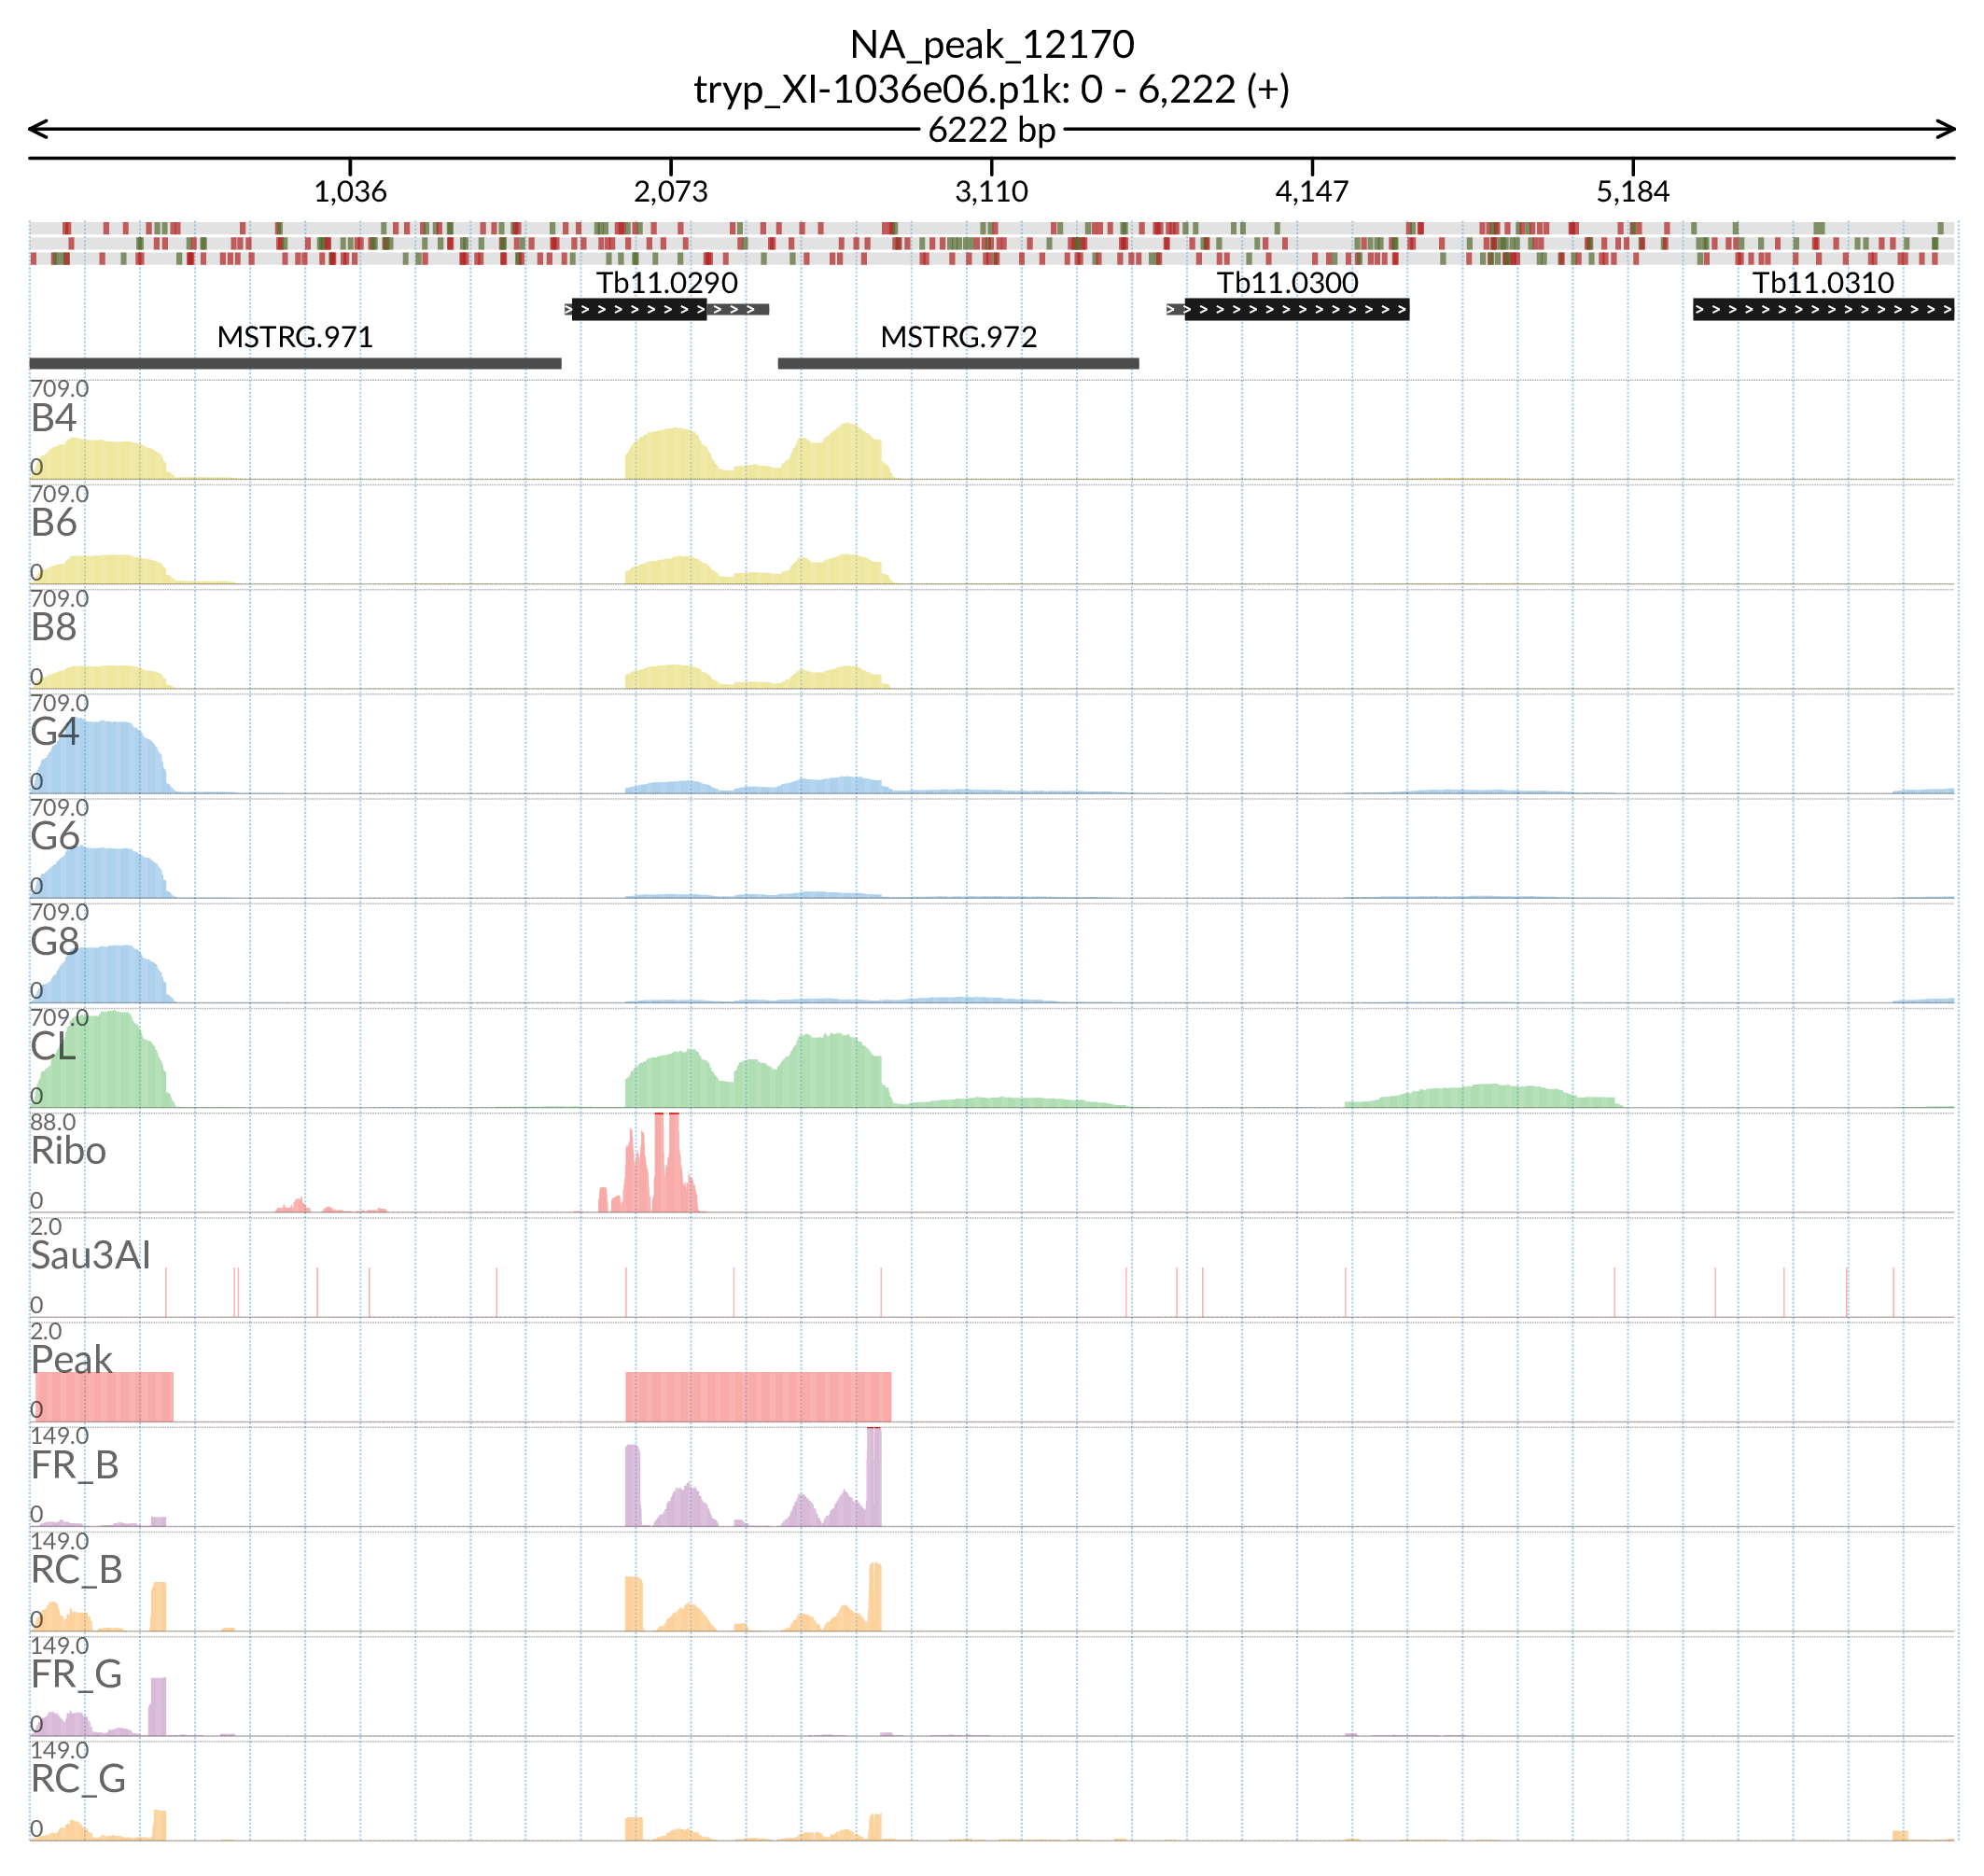 NA_peak_12170
tryp_XI-1036e06.p1k: 0 - 6,222 (+)
6222 bp
1,036 2,073 3,110 4,147 5,184
Tb11.0290 Tb11.0300 Tb11.0310
MSTRG.971 MSTRG.972
709.0
B4
0
709.0
B6
0
709.0
B8
0
709.0
G4
0
709.0
G6
0
709.0
G8
0
709.0
CL
0
88.0
Ribo
0
2.0
Sau3AI
0
2.0
Peak
0
149.0
FR_B
0
149.0
RC_B
0
149.0
FR_G
0
149.0
RC_G
0